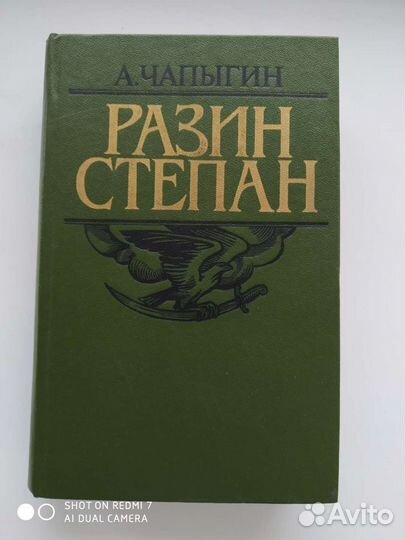 А. ЧАПЫГИН
РАЗИН
СТЕПАН
SHOT ON REDMI 7
AI DUAL CAMERA
Avito